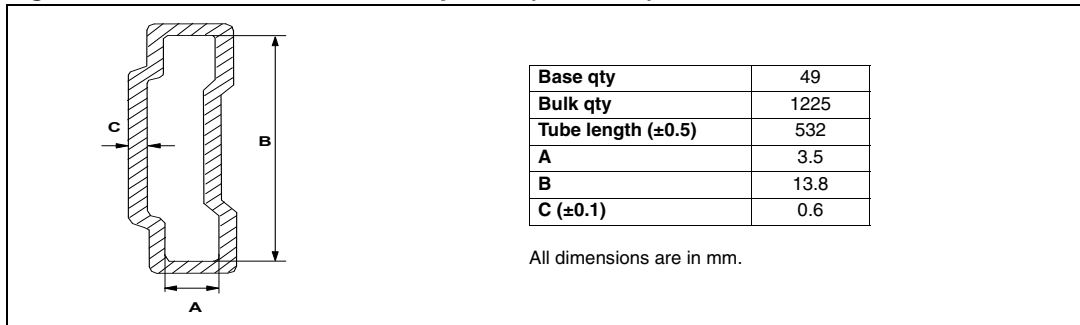 C
B
A
Base qty 49
Bulk qty 1225
Tube length (±0.5) 532
A 3.5
B 13.8
C (±0.1) 0.6
All dimensions are in mm.